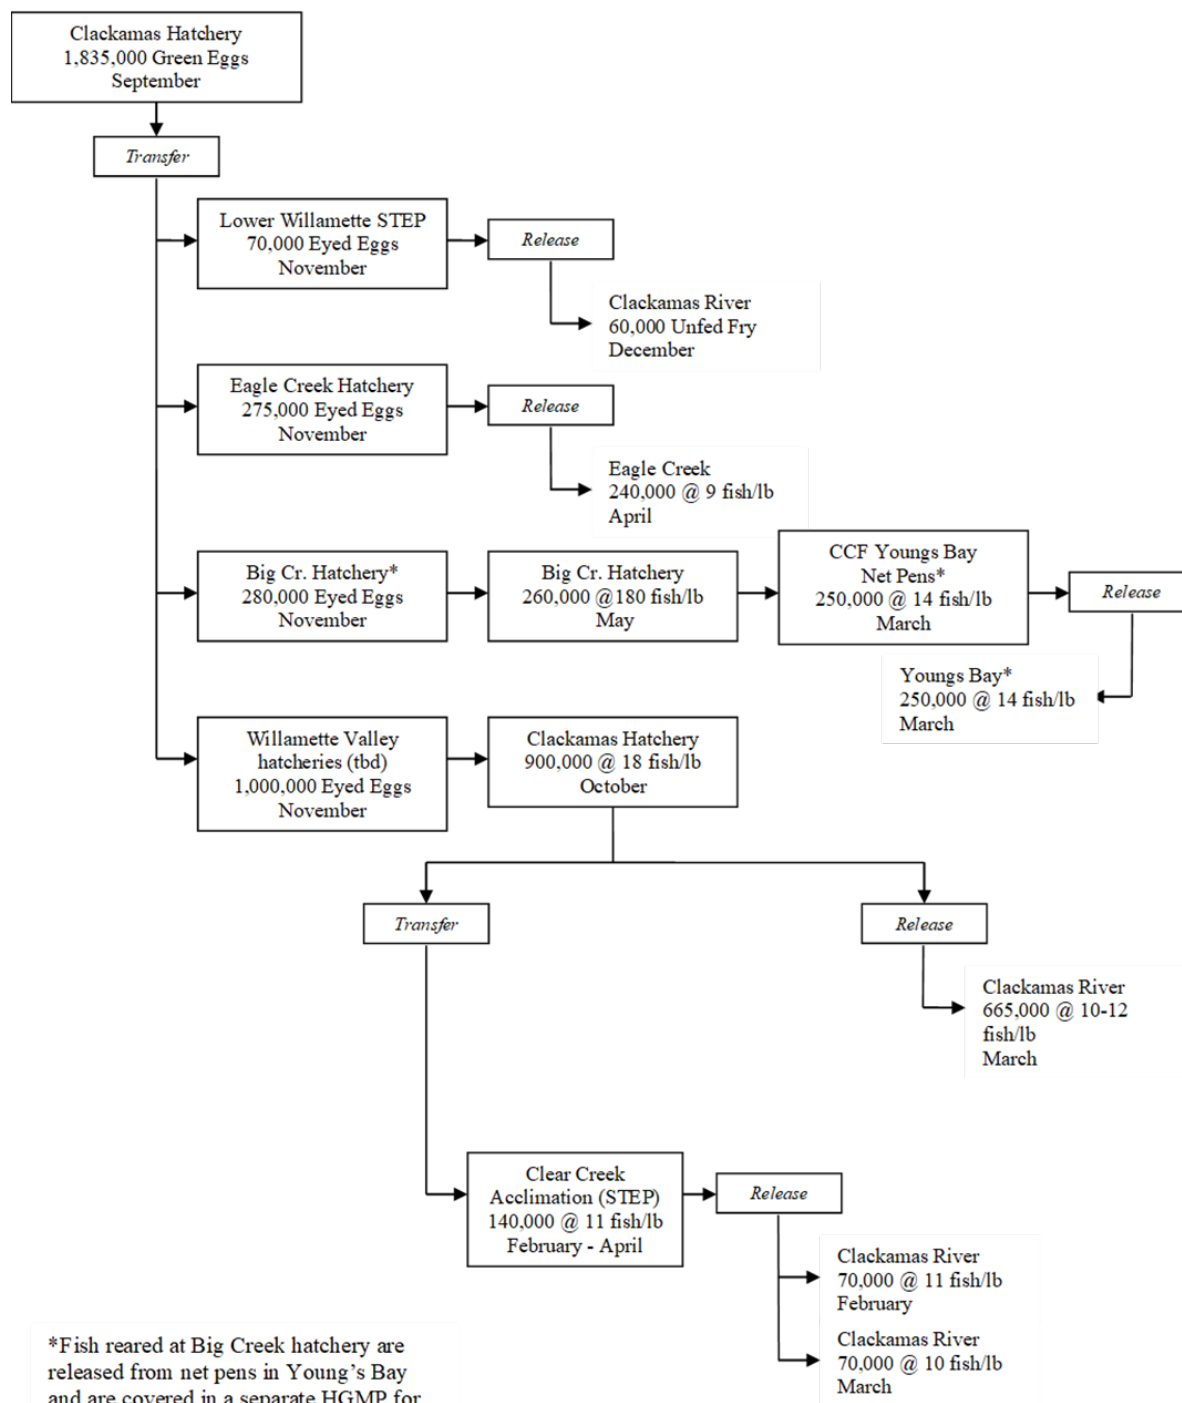 Clackamas Hatchery
1,835,000 Green Eggs
September
Transfer
Lower Willamette STEP
70,000 Eyed Eggs
November
Release
Clackamas River
60,000 Unfed Fry
December
Eagle Creek Hatchery
275,000 Eyed Eggs
November
Release
Eagle Creek
240,000 @ 9 fish/lb
April
Big Cr. Hatchery*
280,000 Eyed Eggs
November
Big Cr. Hatchery
260,000 @180 fish/lb
May
CCF Youngs Bay
Net Pens*
250,000 @ 14 fish/lb
March
Release
Youngs Bay*
250,000 @ 14 fish/lb
March
Willamette Valley
hatcheries (tbd)
1,000,000 Eyed Eggs
November
Clackamas Hatchery
900,000 @ 18 fish/lb
October
Transfer
Release
Clackamas River
665,000 @ 10-12
fish/lb
March
Clear Creek
Acclimation (STEP)
140,000 @ 11 fish/lb
February - April
Release
Clackamas River
70,000 @ 11 fish/lb
February
Clackamas River
70,000 @ 10 fish/lb
March
*Fish reared at Big Creek hatchery are
released from net pens in Young's Bay
and are covered in a separate HGMP for